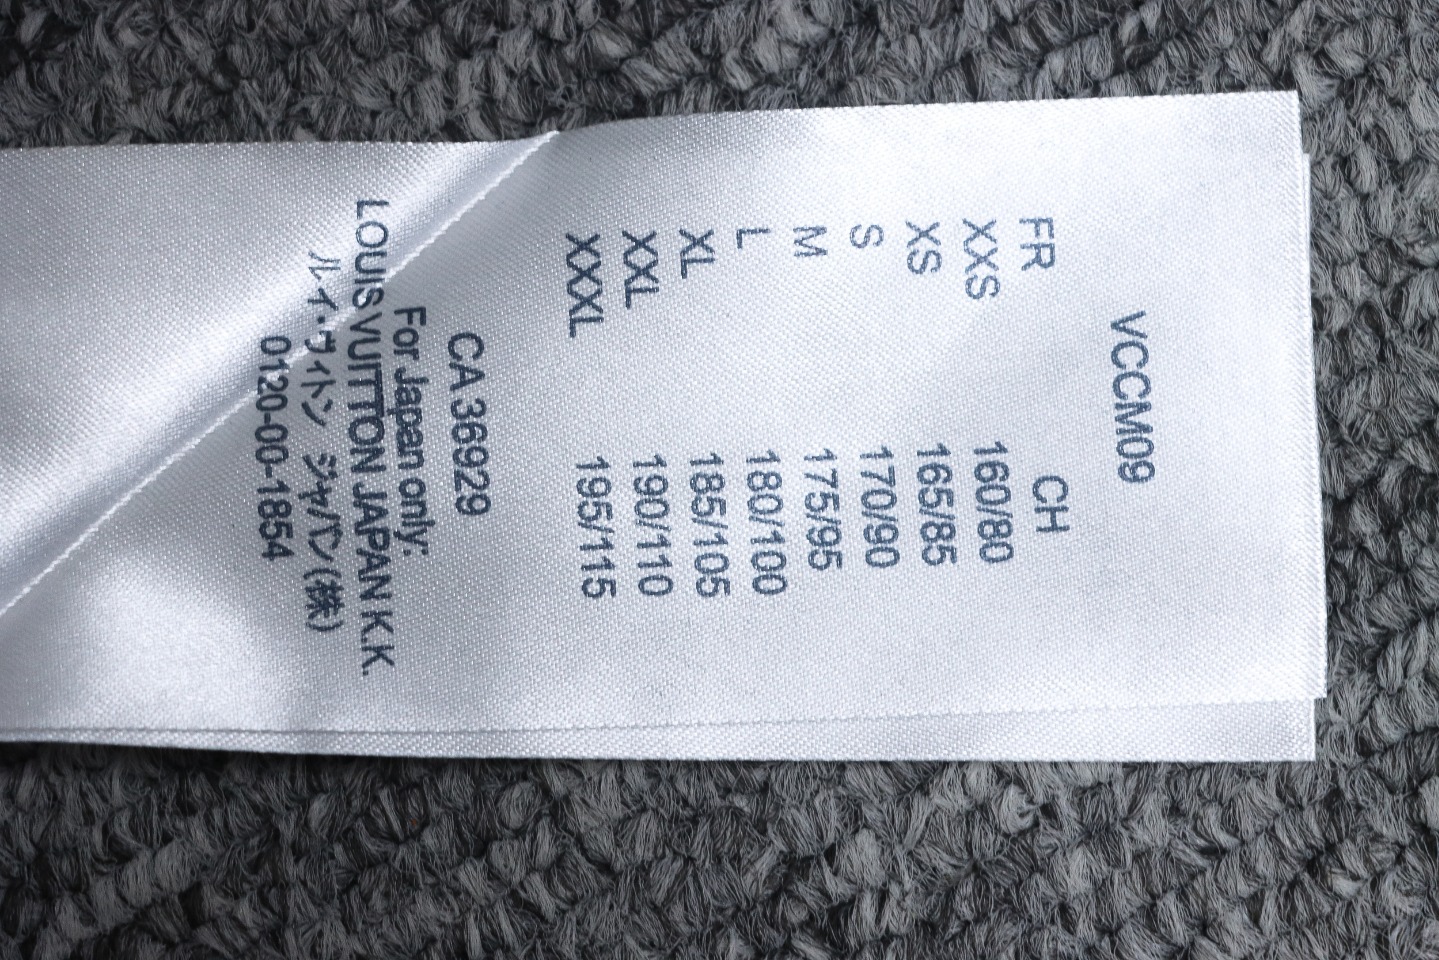 VCCM09
FR CH
XXS 160/80
XS 165/85
S 170/90
M 175/95
L 180/100
XL 185/105
XXL 190/110
XXXL 195/115
CA 36929
For Japan only:
LOUIS VUITTON JAPAN K.K.
ルイ・ヴィトン ジャパン(株)
0120-00-1854